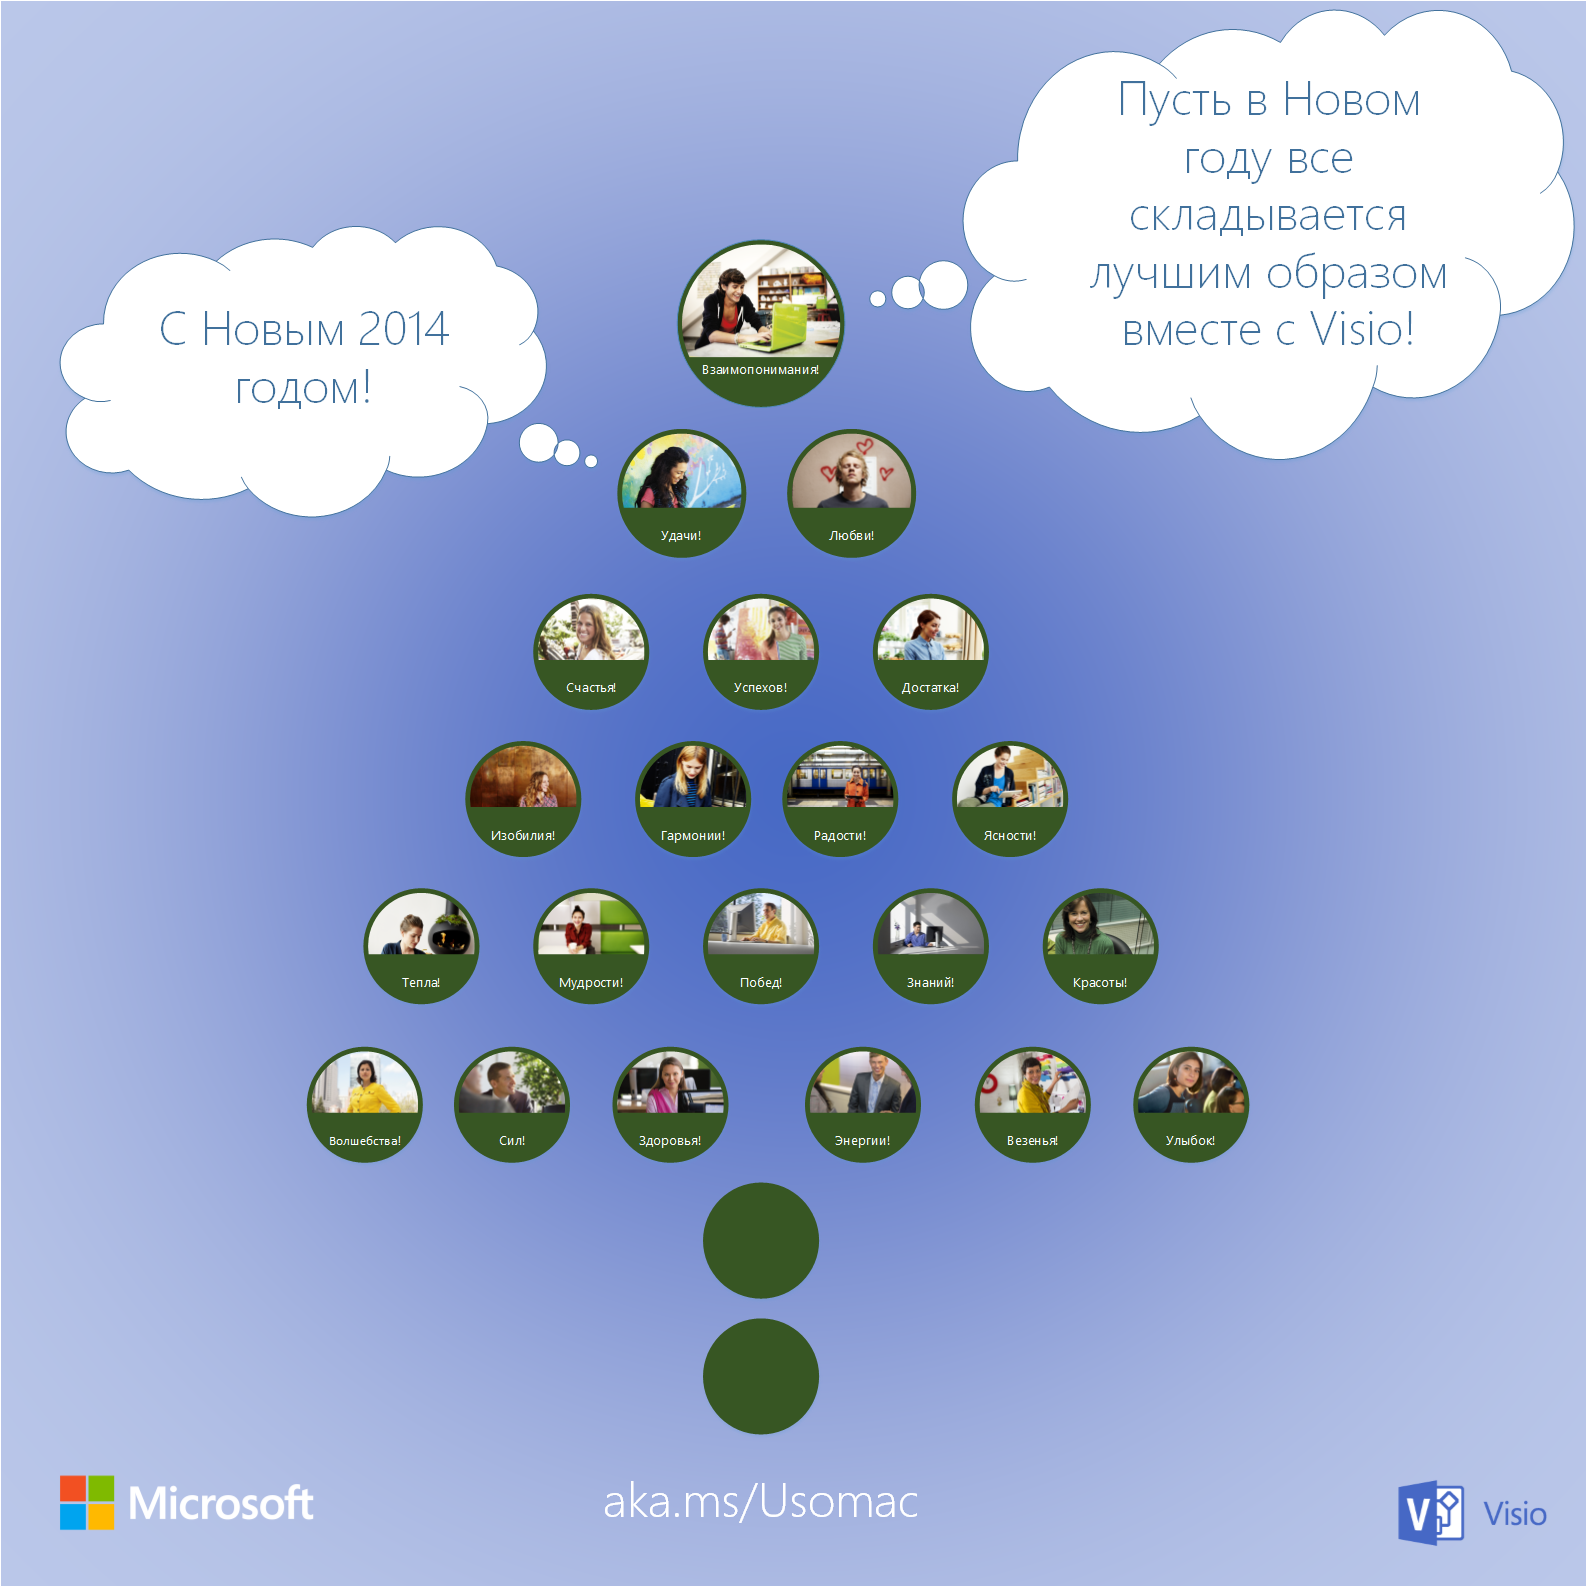 Пусть в Новом
году все
складывается
лучшим образом
вместе с Visio!
С Новым 2014
годом!
Взаимопонимания!
Удачи!
Любви!
Счастья!
Успехов!
Достатка!
Изобилия!
Гармонии!
Радости!
Ясности!
Тепла!
Мудрости!
Побед!
Знаний!
Красоты!
Волшебства!
Сил!
Здоровья!
Энергии!
Везенья!
Улыбок!
Microsoft
aka.ms/Usomac
V Visio